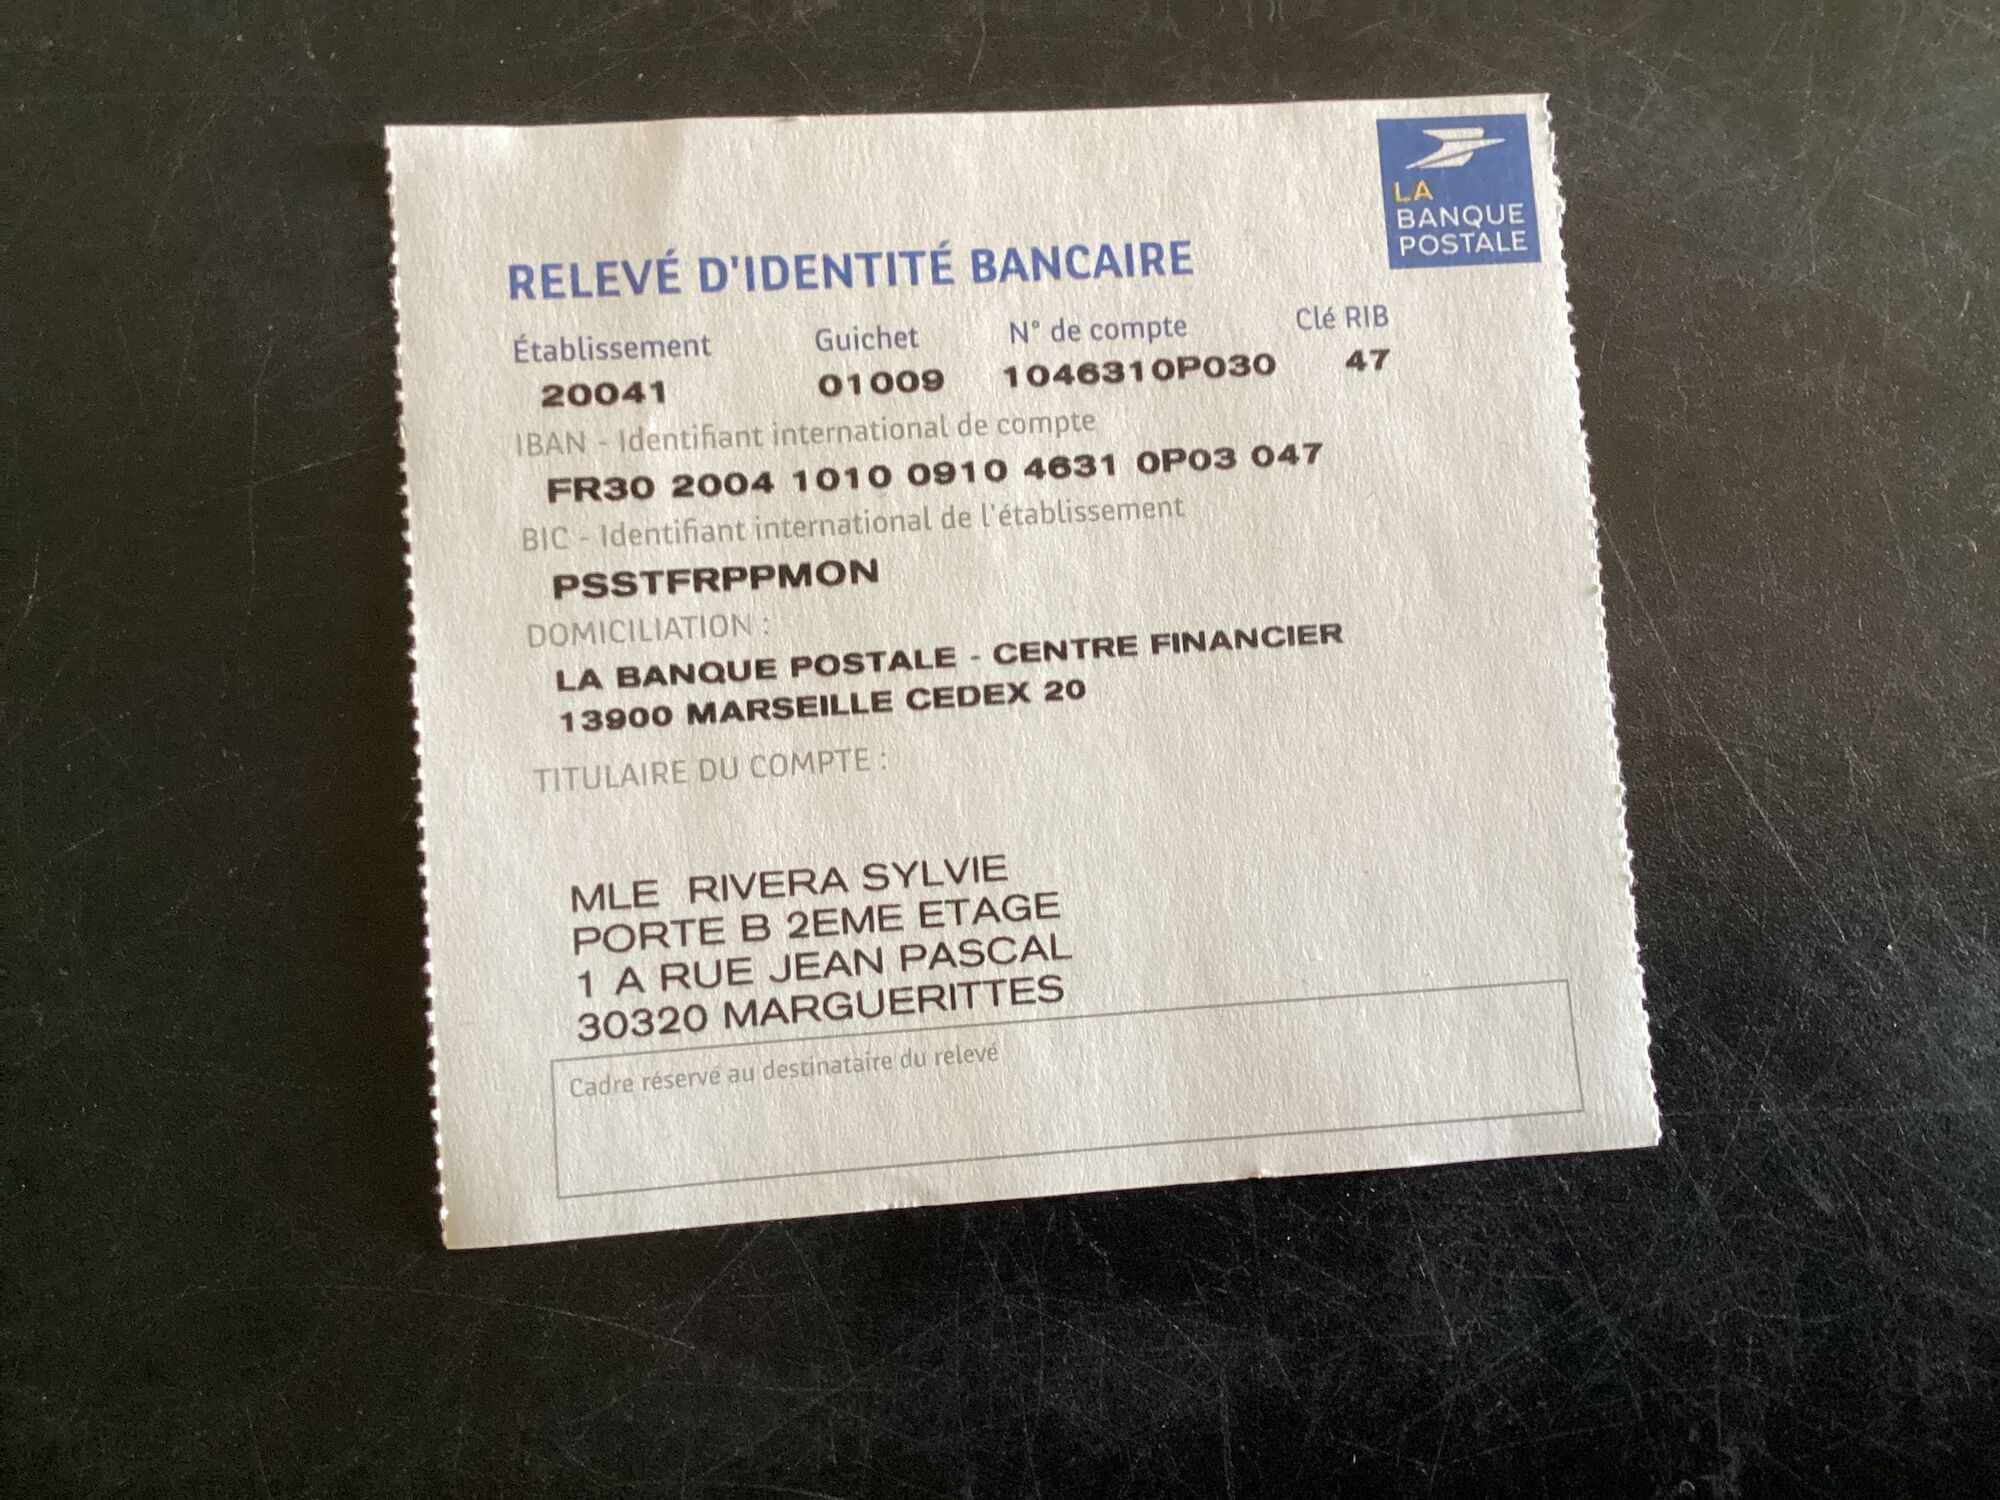 LA
BANQUE
POSTALE
RELEVÉ D'IDENTITÉ BANCAIRE
Établissement Guichet N° de compte Clé RIB
20041 01009 1046310P030 47
IBAN - Identifiant international de compte
FR30 2004 1010 0910 4631 0P03 047
BIC - Identifiant international de l'établissement
PSSTFRPPMON
DOMICILIATION :
LA BANQUE POSTALE - CENTRE FINANCIER
13900 MARSEILLE CEDEX 20
TITULAIRE DU COMPTE :
MLE RIVERA SYLVIE
PORTE B 2EME ETAGE
1 A RUE JEAN PASCAL
30320 MARGUERITTES
Cadre réservé au destinataire du relevé